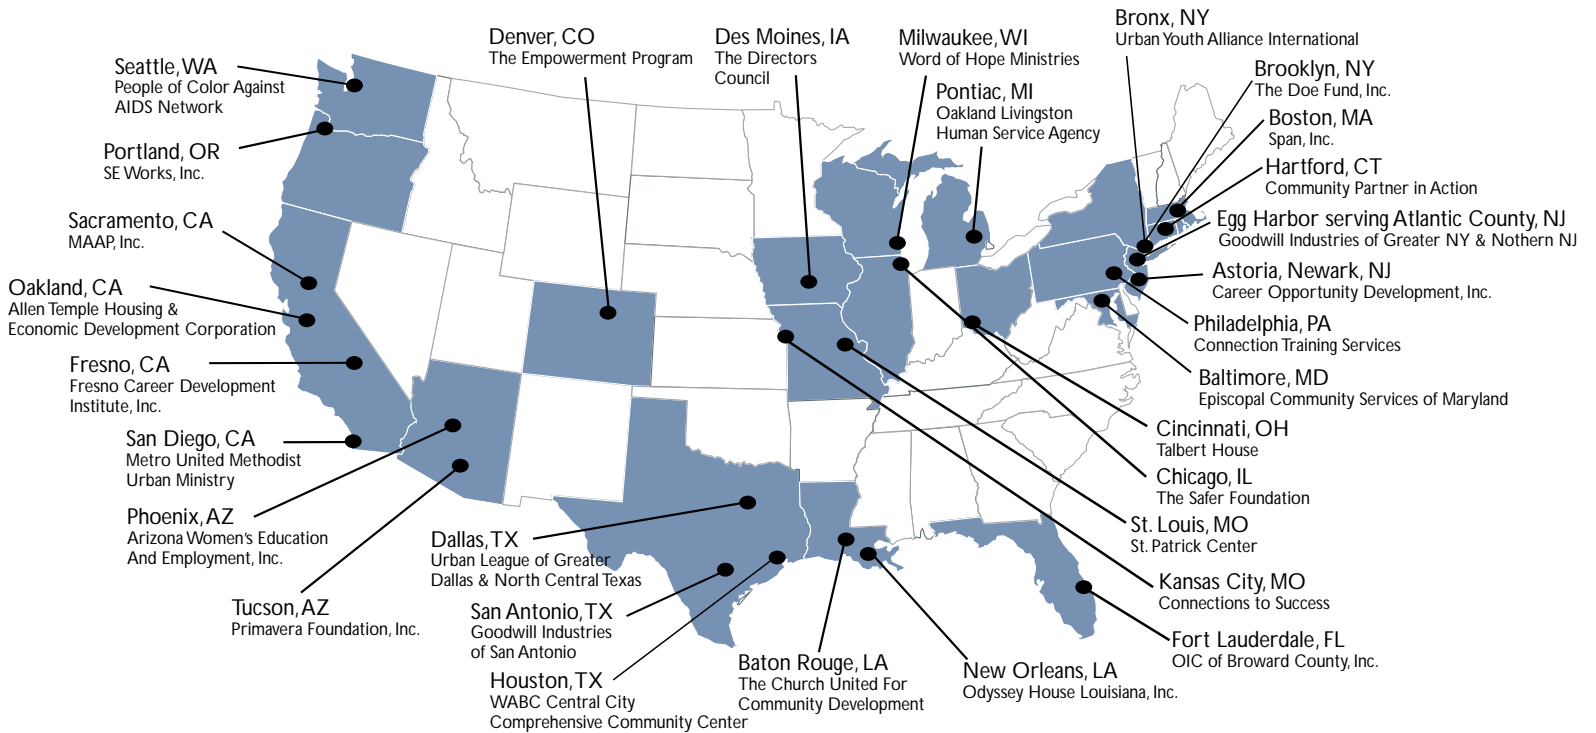 Seattle, WA
People of Color Against
AIDS Network
Portland, OR
SE Works, Inc.
Sacramento, CA
MAAP, Inc.
Oakland, CA
Allen Temple Housing &
Economic Development Corporation
Fresno, CA
Fresno Career Development
Institute, Inc.
San Diego, CA
Metro United Methodist
Urban Ministry
Phoenix, AZ
Arizona Women's Education
And Employment, Inc.
Tucson, AZ
Primavera Foundation, Inc.
Denver, CO
The Empowerment Program
Des Moines, IA
The Directors
Council
Milwaukee, WI
Word of Hope Ministries
Pontiac, MI
Oakland Livingston
Human Service Agency
Bronx, NY
Urban Youth Alliance International
Brooklyn, NY
The Doe Fund, Inc.
Boston, MA
Span, Inc.
Hartford, CT
Community Partner in Action
Egg Harbor serving Atlantic County, NJ
Goodwill Industries of Greater NY & Nothern NJ
Astoria, Newark, NJ
Career Opportunity Development, Inc.
Philadelphia, PA
Connection Training Services
Baltimore, MD
Episcopal Community Services of Maryland
Cincinnati, OH
Talbert House
Chicago, IL
The Safer Foundation
St. Louis, MO
St. Patrick Center
Kansas City, MO
Connections to Success
Fort Lauderdale, FL
OIC of Broward County, Inc.
Dallas, TX
Urban League of Greater
Dallas & North Central Texas
San Antonio, TX
Goodwill Industries
of San Antonio
Houston, TX
WABC Central City
Comprehensive Community Center
Baton Rouge, LA
The Church United For
Community Development
New Orleans, LA
Odyssey House Louisiana, Inc.